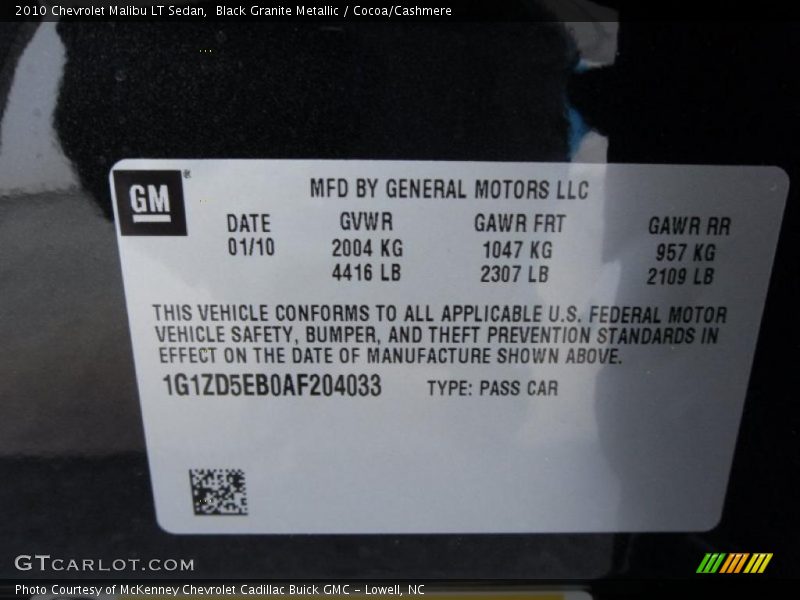 2010 Chevrolet Malibu LT Sedan, Black Granite Metallic / Cocoa/Cashmere
GM ®
MFD BY GENERAL MOTORS LLC
DATE GVWR GAWR FRT GAWR RR
01/10 2004 KG 1047 KG 957 KG
4416 LB 2307 LB 2109 LB
THIS VEHICLE CONFORMS TO ALL APPLICABLE U.S. FEDERAL MOTOR
VEHICLE SAFETY, BUMPER, AND THEFT PREVENTION STANDARDS IN
EFFECT ON THE DATE OF MANUFACTURE SHOWN ABOVE.
1G1ZD5EB0AF204033 TYPE: PASS CAR
GTCARLOT.COM
Photo Courtesy of McKenney Chevrolet Cadillac Buick GMC - Lowell, NC